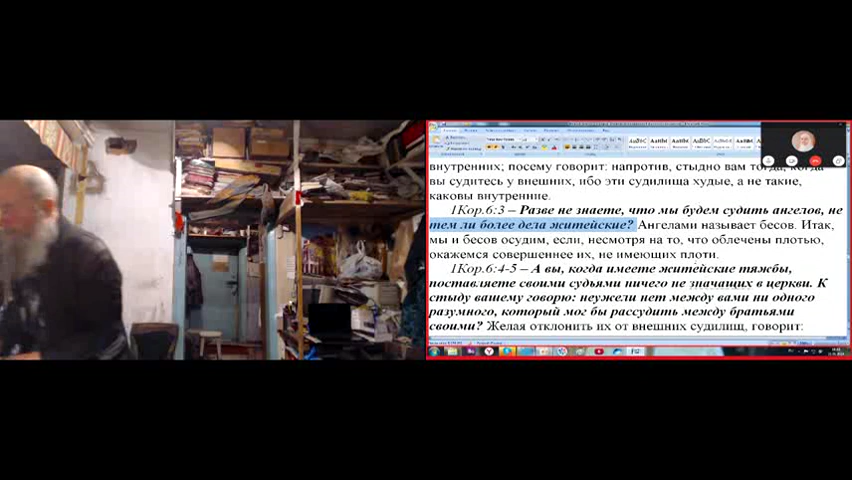 внутренних; посему говорит: напротив, стыдно вам тогда, когда
вы судитесь у внешних, ибо эти судилища худые, а не такие,
каковы внутренние.
1Кор.6:3 – Разве не знаете, что мы будем судить ангелов, не
тем ли более дела житейские? Ангелами называет бесов. Итак,
мы и бесов осудим, если, несмотря на то, что облечены плотью,
окажемся совершеннее их, не имеющих плоти.
1Кор.6:4-5 – А вы, когда имеете житейские тяжбы,
поставляете своими судьями ничего не значащих в церкви. К
стыду вашему говорю: неужели нет между вами ни одного
разумного, который мог бы рассудить между братьями
своими? Желая отклонить их от внешних судилищ, говорит: